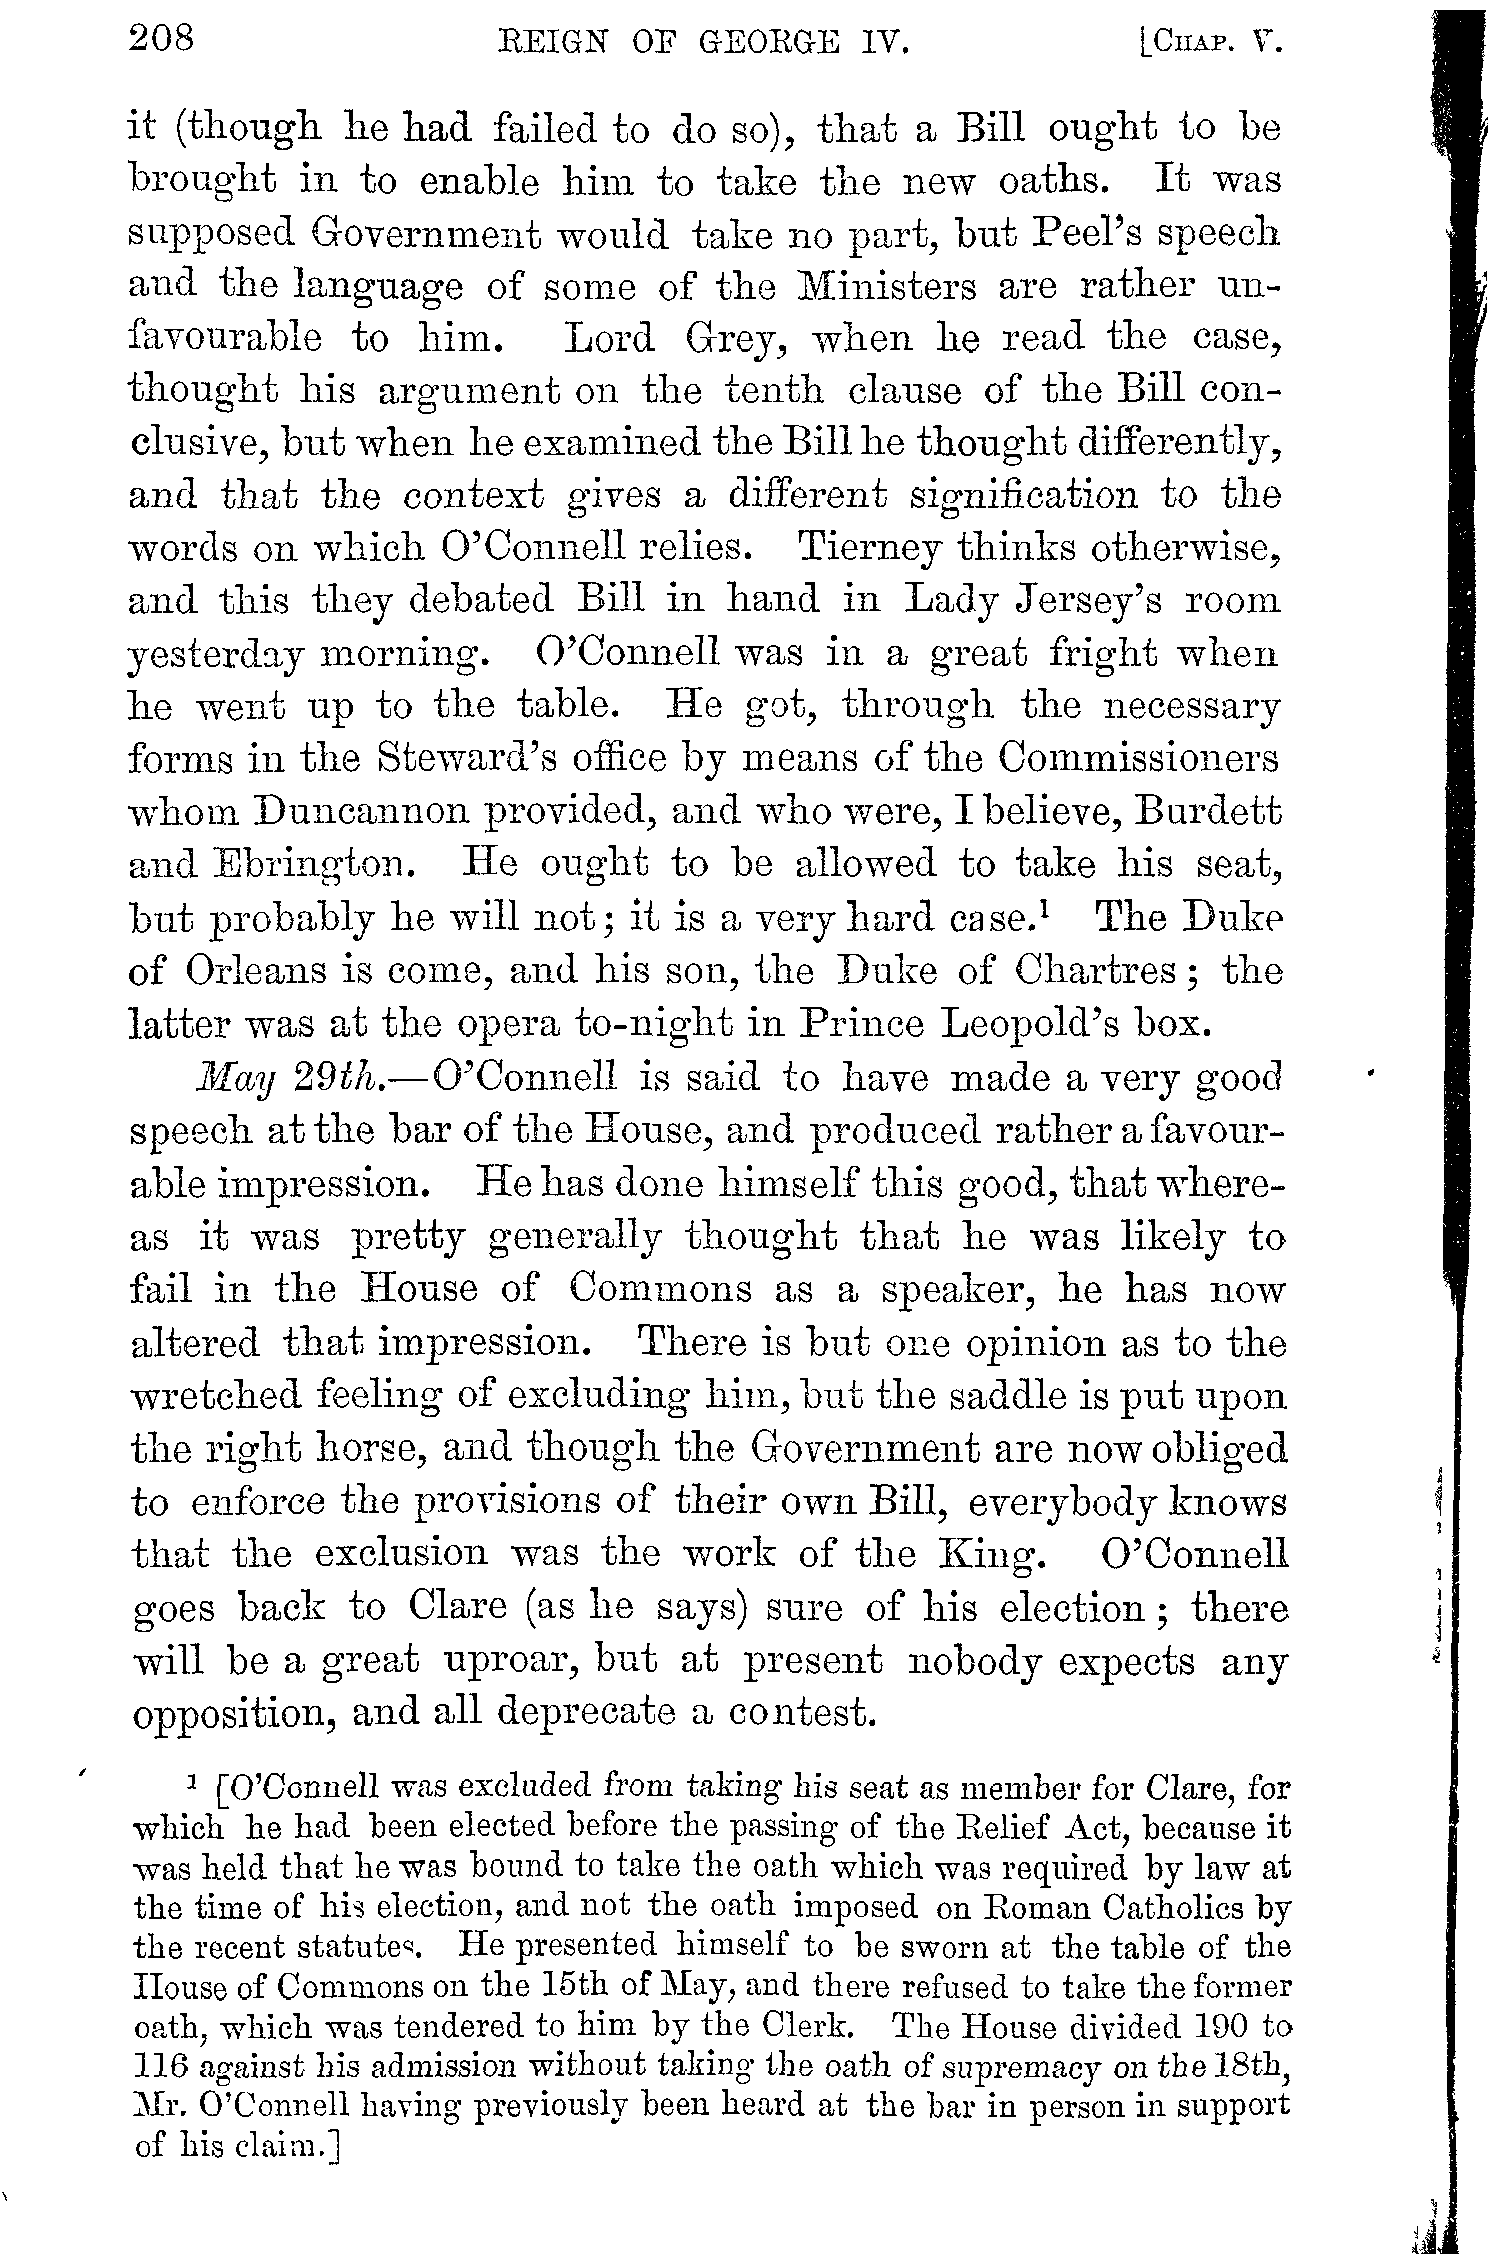 208 REIGN OF GEORGE IV. [CHAP. V.
it (though he had failed to do so), that a Bill ought to be
brought in to enable him to take the new oaths. It was
supposed Government would take no part, but Peel's speech
and the language of some of the Ministers are rather un-
favourable to him. Lord Grey, when he read the case,
thought his argument on the tenth clause of the Bill con-
clusive, but when he examined the Bill he thought differently,
and that the context gives a different signification to the
words on which O'Connell relies. Tierney thinks otherwise,
and this they debated Bill in hand in Lady Jersey's room
yesterday morning. O'Connell was in a great fright when
he went up to the table. He got, through the necessary
forms in the Steward's office by means of the Commissioners
whom Duncannon provided, and who were, I believe, Burdett
and Ebrington. He ought to be allowed to take his seat,
but probably he will not; it is a very hard case.¹ The Duke
of Orleans is come, and his son, the Duke of Chartres; the
latter was at the opera to-night in Prince Leopold's box.
May 29th.—O'Connell is said to have made a very good
speech at the bar of the House, and produced rather a favour-
able impression. He has done himself this good, that where-
as it was pretty generally thought that he was likely to
fail in the House of Commons as a speaker, he has now
altered that impression. There is but one opinion as to the
wretched feeling of excluding him, but the saddle is put upon
the right horse, and though the Government are now obliged
to enforce the provisions of their own Bill, everybody knows
that the exclusion was the work of the King. O'Connell
goes back to Clare (as he says) sure of his election; there
will be a great uproar, but at present nobody expects any
opposition, and all deprecate a contest.
¹ [O'Connell was excluded from taking his seat as member for Clare, for
which he had been elected before the passing of the Relief Act, because it
was held that he was bound to take the oath which was required by law at
the time of his election, and not the oath imposed on Roman Catholics by
the recent statutes. He presented himself to be sworn at the table of the
House of Commons on the 15th of May, and there refused to take the former
oath, which was tendered to him by the Clerk. The House divided 190 to
116 against his admission without taking the oath of supremacy on the 18th,
Mr. O'Connell having previously been heard at the bar in person in support
of his claim.]